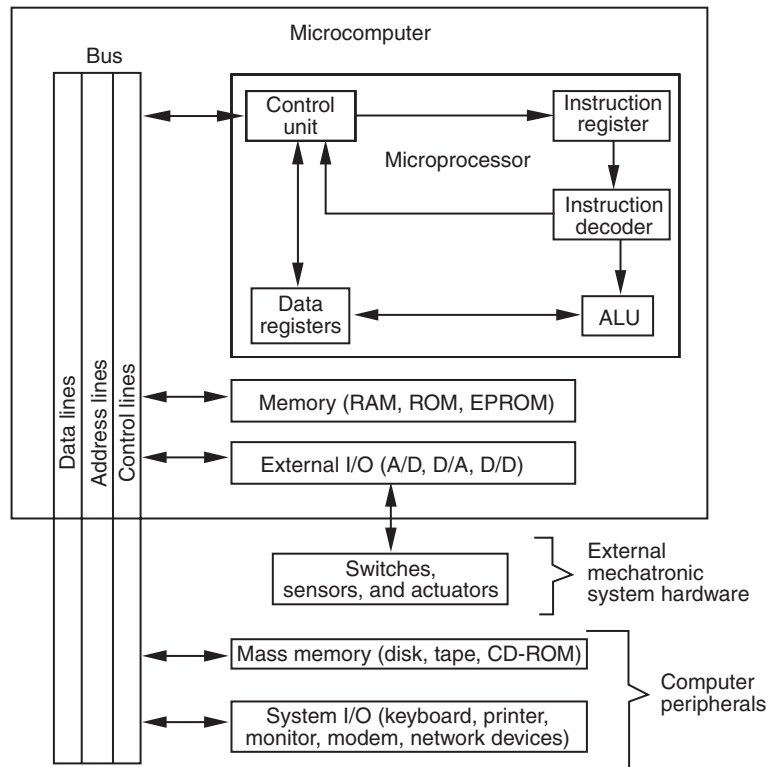 Microcomputer
Bus
Control
unit
Instruction
register
Microprocessor
Instruction
decoder
Data
registers
ALU
Data lines
Address lines
Control lines
Memory (RAM, ROM, EPROM)
External I/O (A/D, D/A, D/D)
Switches,
sensors, and actuators
External
mechatronic
system hardware
Mass memory (disk, tape, CD-ROM)
System I/O (keyboard, printer,
monitor, modem, network devices)
Computer
peripherals